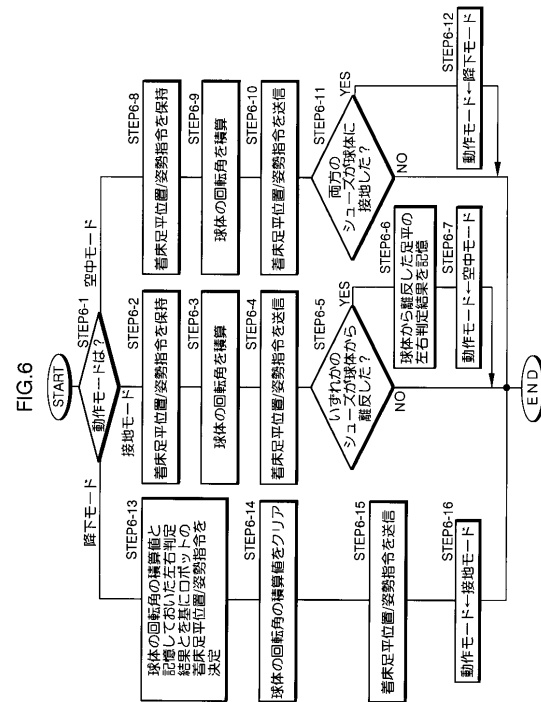 FIG.6
START
STEP6-1
動作モードは？
降下モード
接地モード
空中モード
STEP6-13
球体の回転角の積算値と
記憶しておいた左右判定
結果とを基にロボットの
着床足平位置/姿勢指令を
決定
STEP6-14
球体の回転角の積算値をクリア
STEP6-15
着床足平位置/姿勢指令を送信
STEP6-16
動作モード←接地モード
STEP6-2
着床足平位置/姿勢指令を保持
STEP6-3
球体の回転角を積算
STEP6-4
着床足平位置/姿勢指令を送信
STEP6-5
いずれかの
シューズが球体から
離反した？
YES
NO
STEP6-6
球体から離反した足平の
左右判定結果を記憶
STEP6-7
動作モード←空中モード
STEP6-8
着床足平位置/姿勢指令を保持
STEP6-9
球体の回転角を積算
STEP6-10
着床足平位置/姿勢指令を送信
STEP6-11
両方の
シューズが球体に
接地した？
YES
NO
STEP6-12
動作モード←降下モード
END